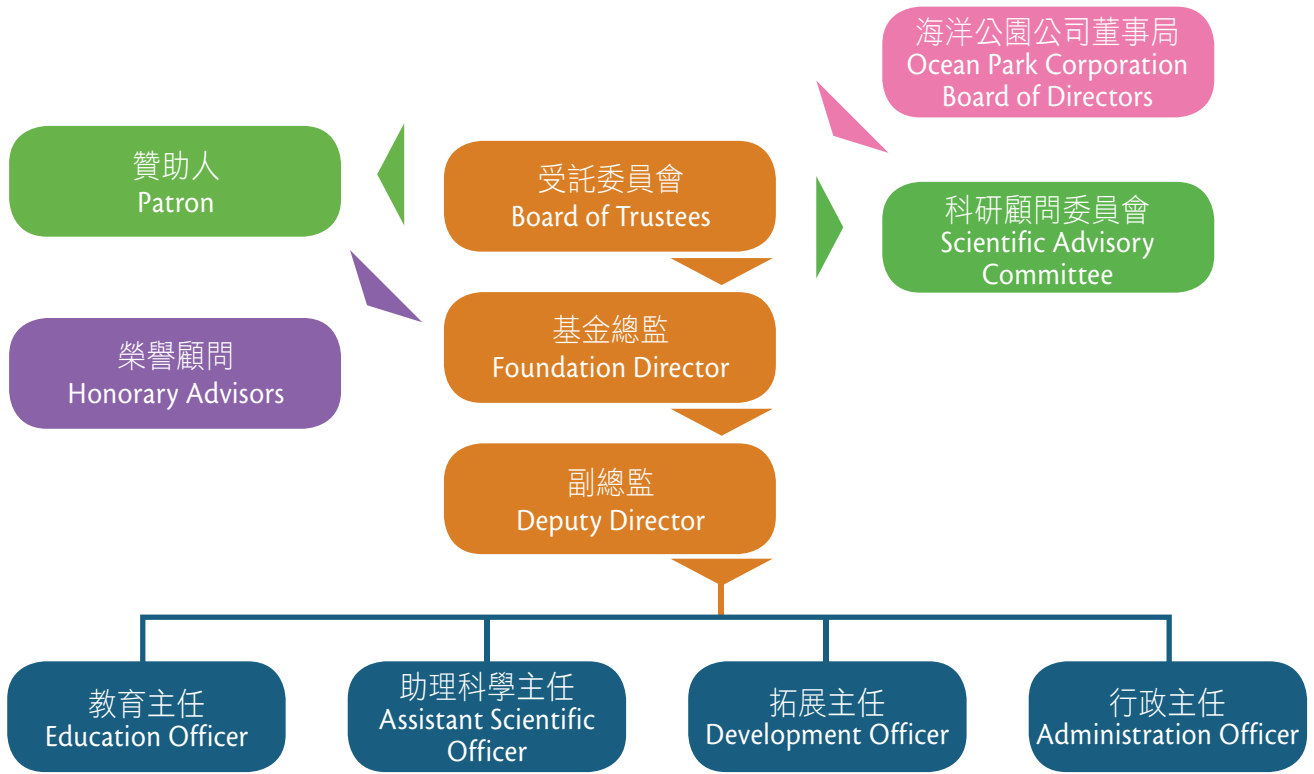 海洋公園公司董事局
Ocean Park Corporation
Board of Directors
贊助人
Patron
受託委員會
Board of Trustees
科研顧問委員會
Scientific Advisory
Committee
榮譽顧問
Honorary Advisors
基金總監
Foundation Director
副總監
Deputy Director
教育主任
Education Officer
助理科學主任
Assistant Scientific
Officer
拓展主任
Development Officer
行政主任
Administration Officer